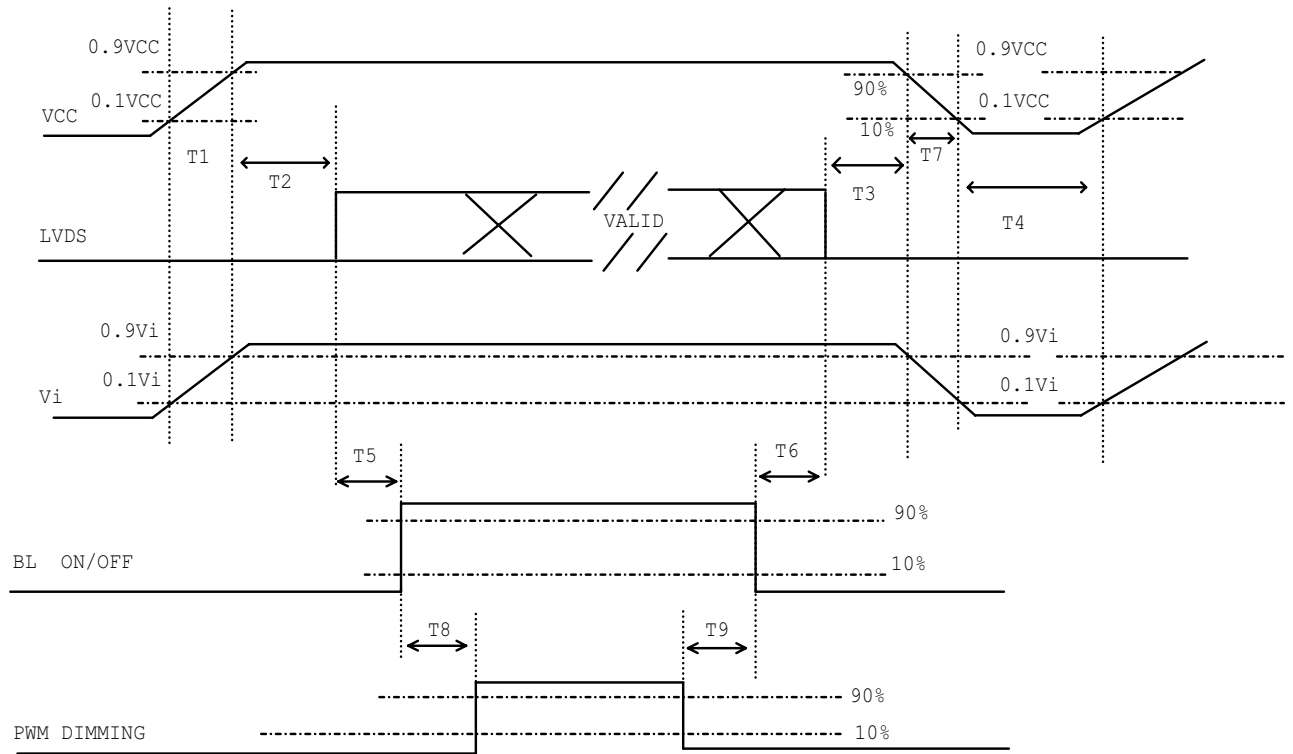 0.9VCC
0.9VCC
90%
0.1VCC
0.1VCC
VCC
10%
T1
T7
T2
T3
T4
VALID
LVDS
0.9Vi
0.9Vi
0.1Vi
0.1Vi
Vi
T5
T6
90%
BL ON/OFF
10%
T8
T9
90%
PWM DIMMING
10%